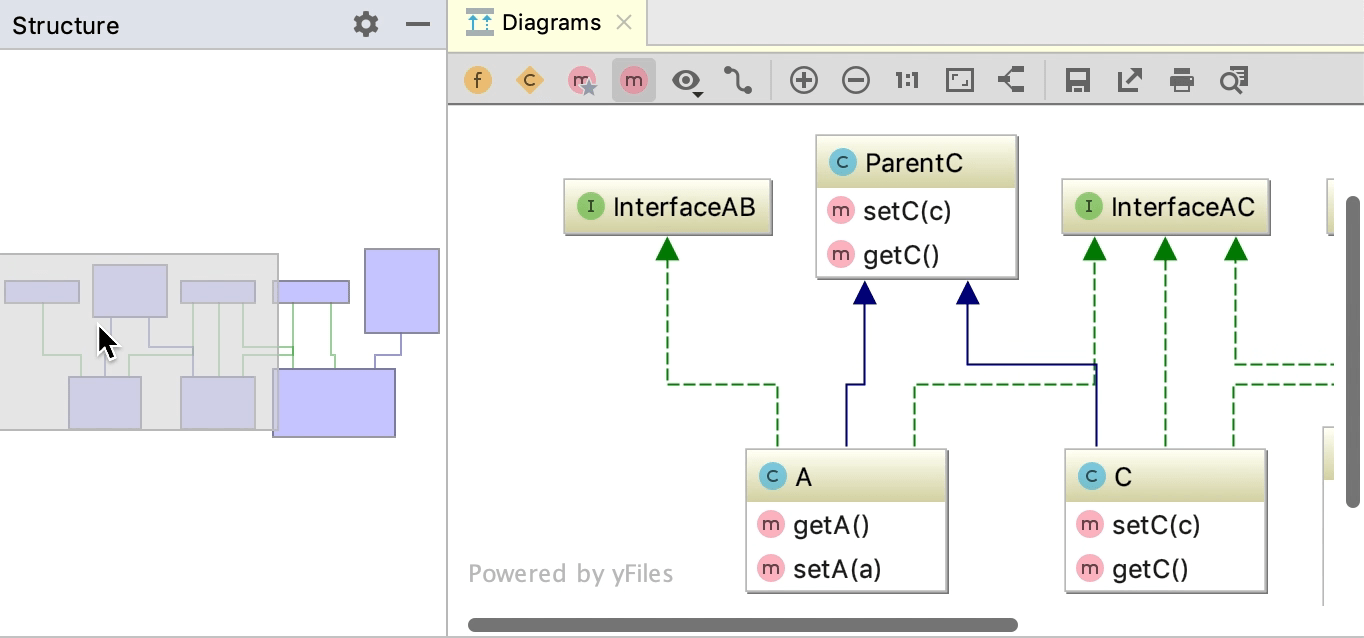 Structure
Diagrams
f C m m 1:1
C ParentC
m setC(c)
m getC()
I InterfaceAB
I InterfaceAC
C A
m getA()
m setA(a)
C C
m setC(c)
m getC()
Powered by yFiles